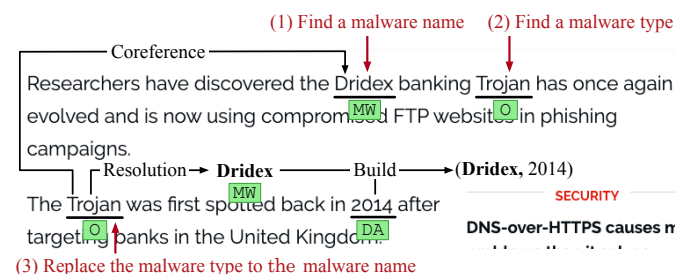 (1) Find a malware name (2) Find a malware type
Coreference
Researchers have discovered the Dridex banking Trojan has once again
MW O
evolved and is now using compromised FTP websites in phishing
campaigns.
Resolution Dridex Build (Dridex, 2014)
MW
The Trojan was first spotted back in 2014 after
O DA
targeting banks in the United Kingdom.
SECURITY
DNS-over-HTTPS causes m
(3) Replace the malware type to the malware name